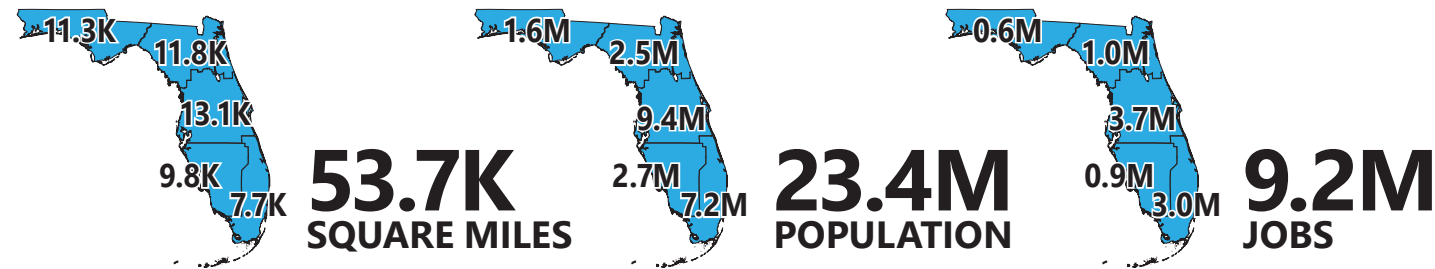 11.3K
11.8K
13.1K
9.8K
7.7K
53.7K
SQUARE MILES
1.6M
2.5M
9.4M
2.7M
7.2M
23.4M
POPULATION
0.6M
1.0M
3.7M
0.9M
3.0M
9.2M
JOBS